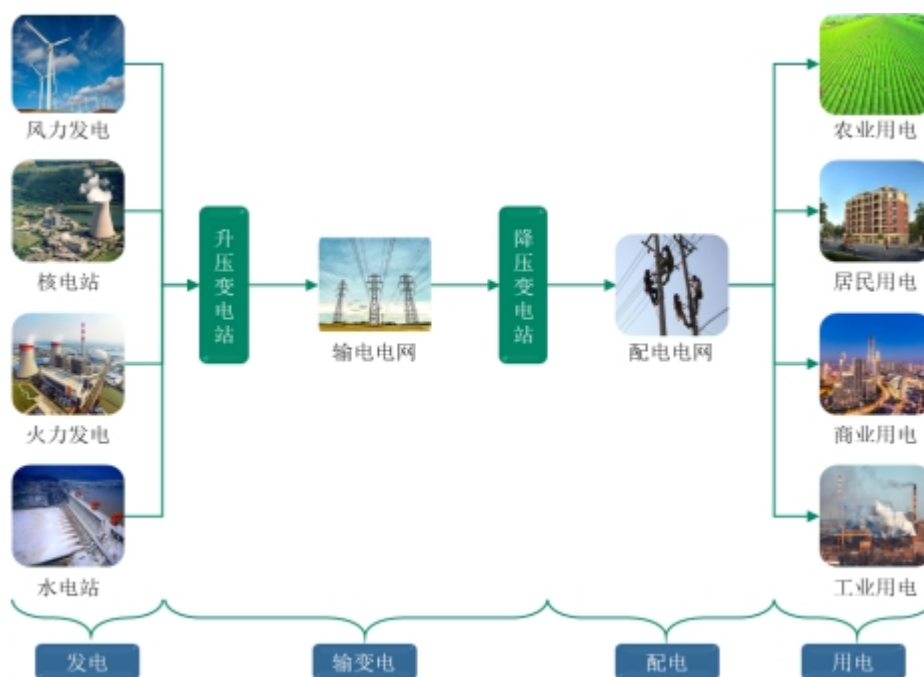 风力发电
核电站
火力发电
水电站
升压变电站
输电电网
降压变电站
配电电网
农业用电
居民用电
商业用电
工业用电
发电
输变电
配电
用电